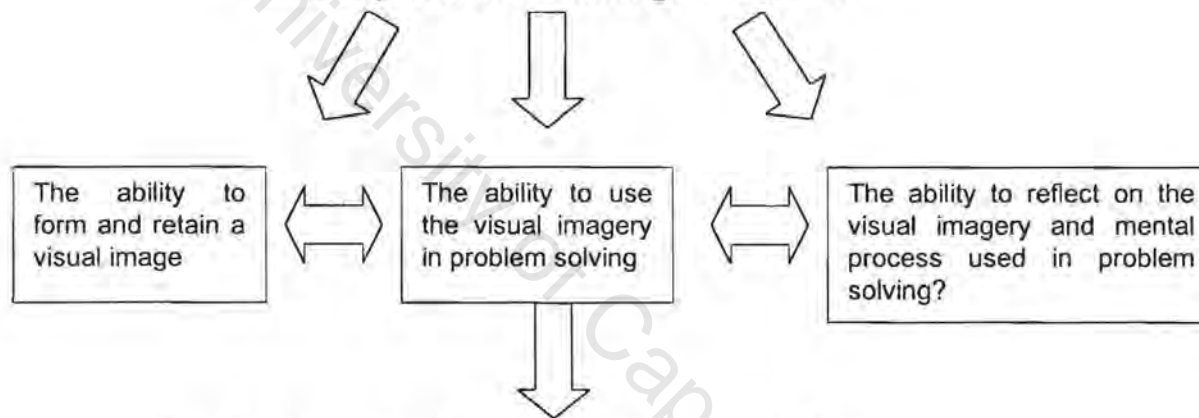 The ability to
form and retain a
visual image
The ability to use
the visual imagery
in problem solving
The ability to reflect on the
visual imagery and mental
process used in problem
solving?